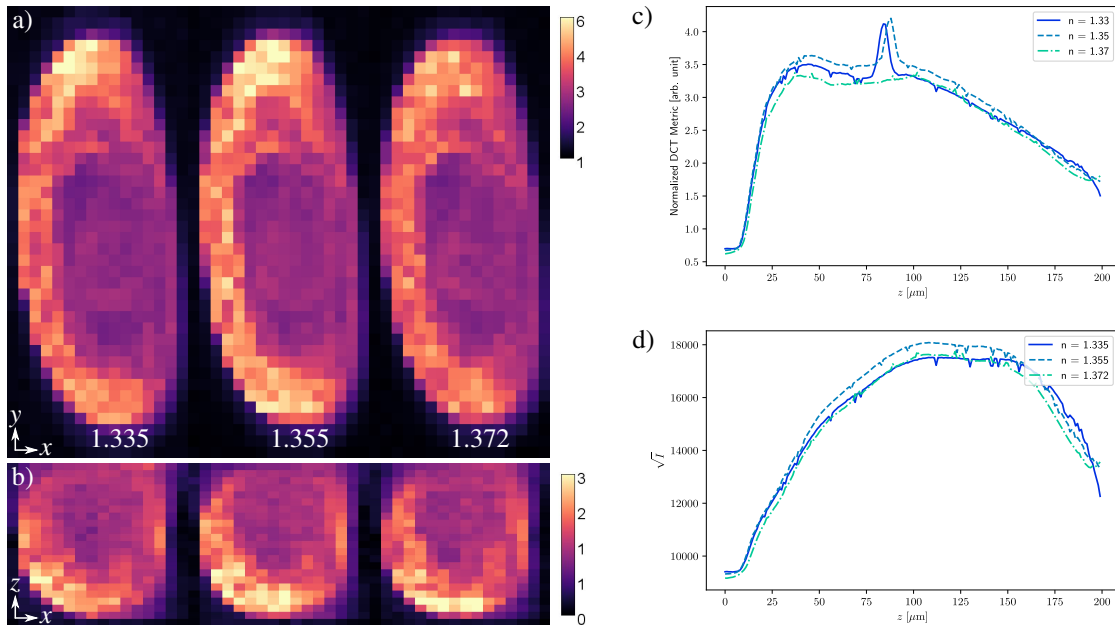 a)
6
5
4
3
2
1
y
x
1.335
1.355
1.372
b)
3
2
1
0
z
x
c)
Normalized DCT Metric [arb. unit]
4.0
3.5
3.0
2.5
2.0
1.5
1.0
0.5
n = 1.33
n = 1.35
n = 1.37
0 25 50 75 100 125 150 175 200
z [μm]
d)
√I
18000
16000
14000
12000
10000
n = 1.335
n = 1.355
n = 1.372
0 25 50 75 100 125 150 175 200
z [μm]